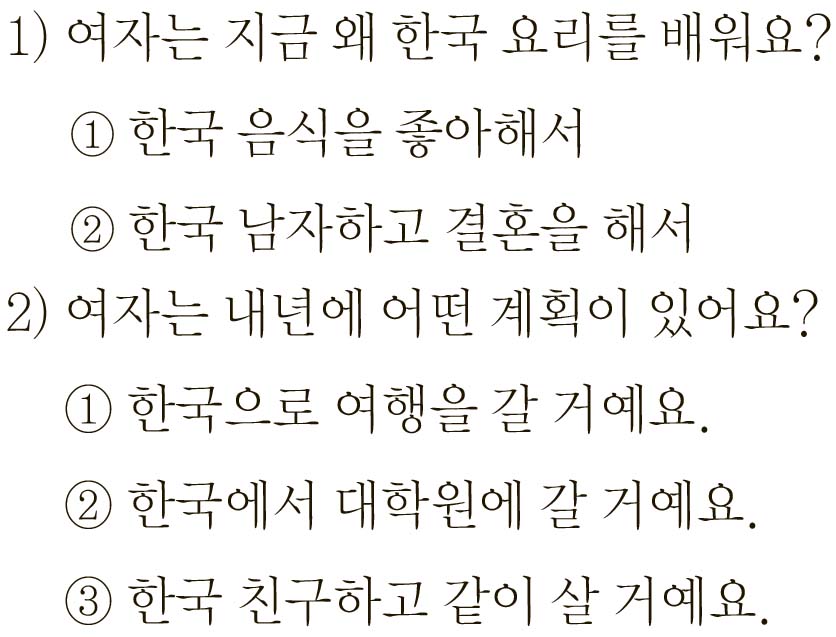 1) 여자는 지금 왜 한국 요리를 배워요?
① 한국 음식을 좋아해서
② 한국 남자하고 결혼을 해서
2) 여자는 내년에 어떤 계획이 있어요?
① 한국으로 여행을 갈 거예요.
② 한국에서 대학원에 갈 거예요.
③ 한국 친구하고 같이 살 거예요.